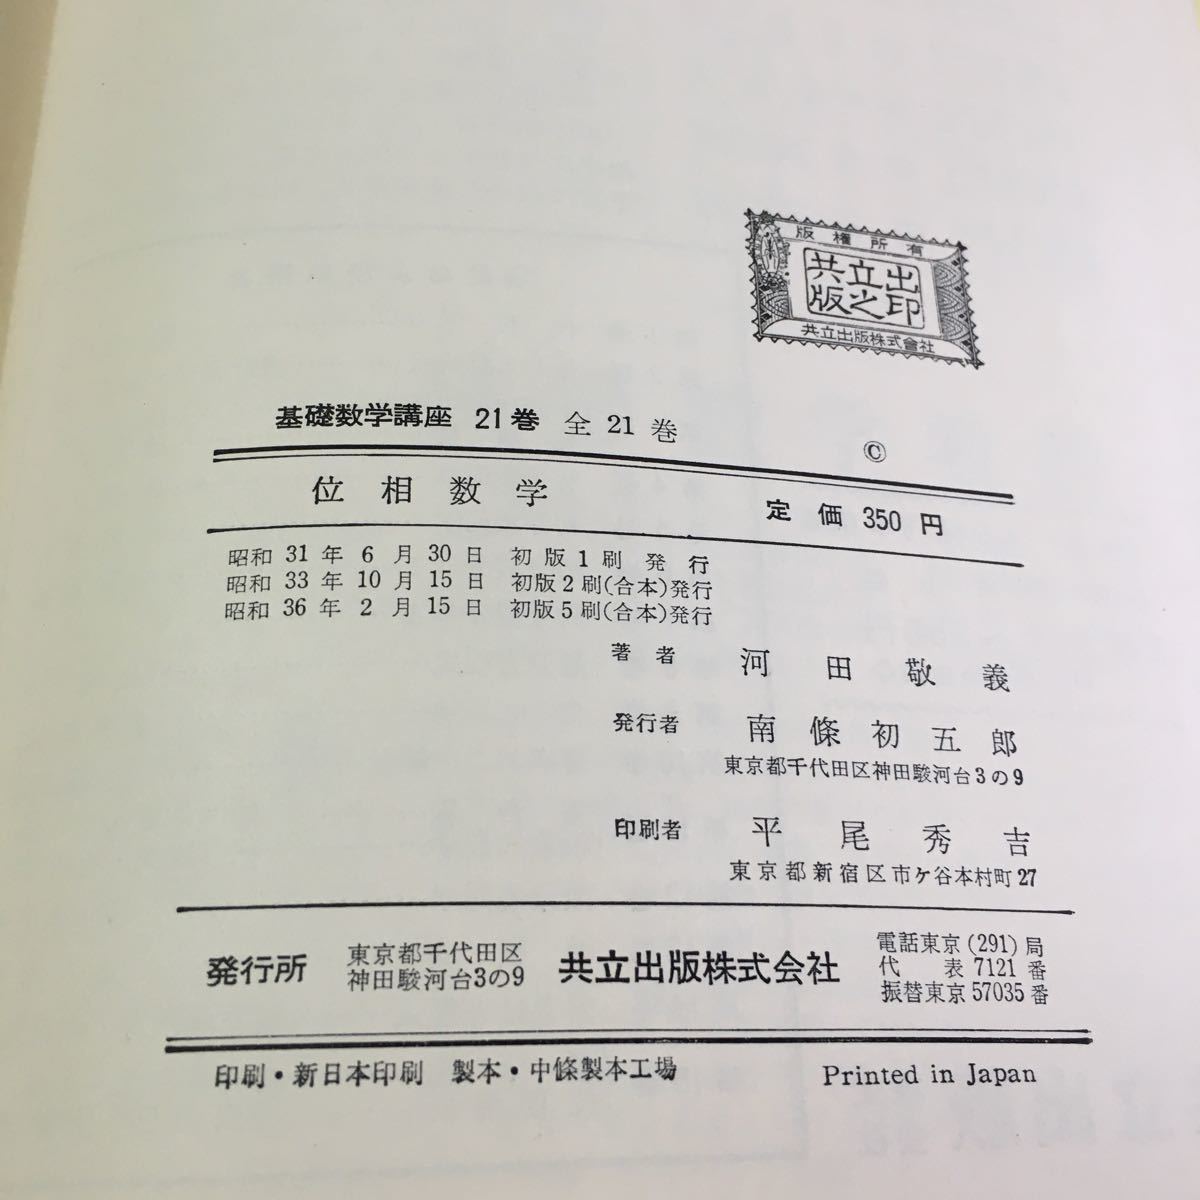 版権所有
共立出
版之印
共立出版株式會社
基礎数学講座 21巻 全21巻
©
位相数学 定価 350円
昭和 31 年 6 月 30 日 初版1刷発行
昭和 33 年 10 月 15 日 初版2刷(合本)発行
昭和 36 年 2 月 15 日 初版5刷(合本)発行
著者 河田敬義
発行者 南條初五郎
東京都千代田区神田駿河台3の9
印刷者 平尾秀吉
東京都新宿区市ケ谷本村町27
発行所 東京都千代田区 神田駿河台3の9 共立出版株式会社
電話東京(291)局
代表 7121 番
振替東京 57035 番
印刷・新日本印刷 製本・中條製本工場 Printed in Japan